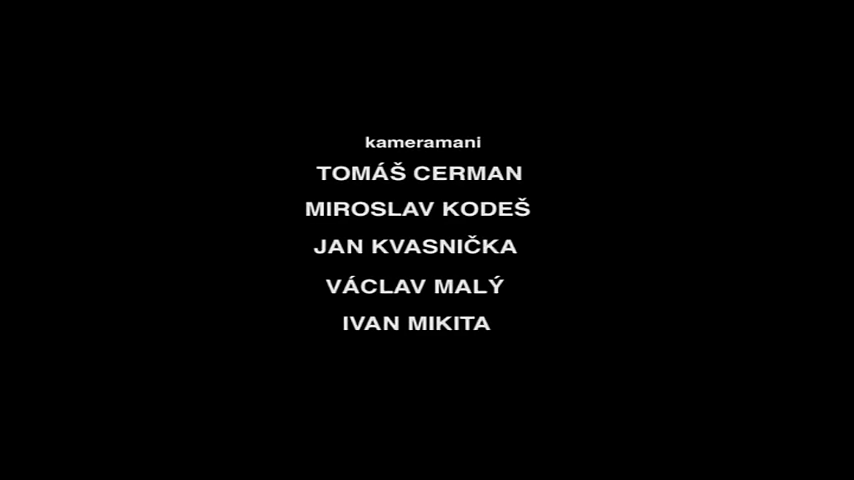 kameramani
TOMÁŠ CERMAN
MIROSLAV KODEŠ
JAN KVASNIČKA
VÁCLAV MALÝ
IVAN MIKITA